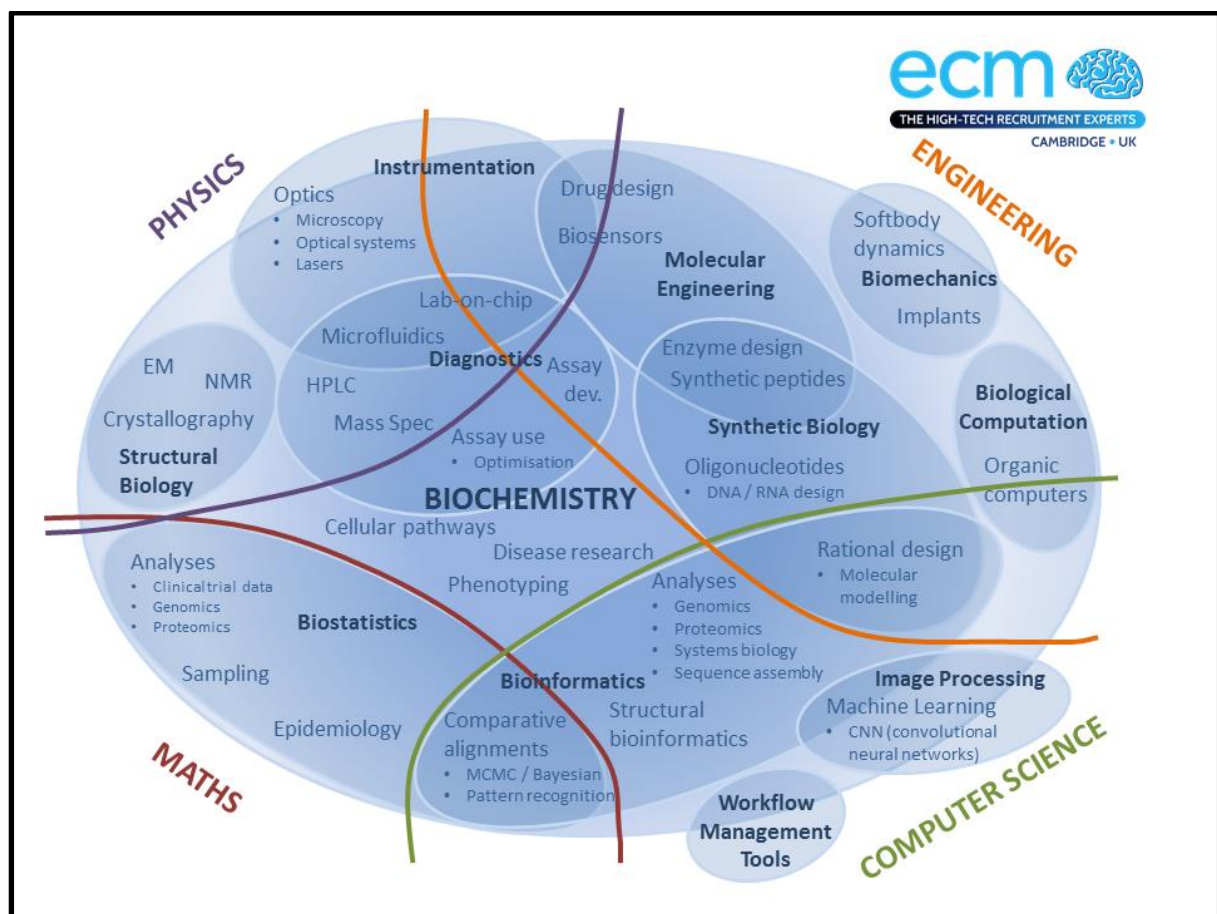 ecm
THE HIGH-TECH RECRUITMENT EXPERTS
CAMBRIDGE • UK
PHYSICS
ENGINEERING
Instrumentation
Optics
• Microscopy
• Optical systems
• Lasers
Drug design
Biosensors
Molecular
Engineering
Softbody
dynamics
Biomechanics
Implants
Lab-on-chip
Microfluidics
Diagnostics
HPLC
Assay
dev.
Mass Spec
Assay use
• Optimisation
EM
NMR
Crystallography
Structural
Biology
Enzyme design
Synthetic peptides
Synthetic Biology
Oligonucleotides
• DNA / RNA design
Biological
Computation
Organic
computers
BIOCHEMISTRY
Cellular pathways
Disease research
Phenotyping
Analyses
• Clinicaltrial data
• Genomics
• Proteomics
Biostatistics
Sampling
Epidemiology
Analyses
• Genomics
• Proteomics
• Systems biology
• Sequence assembly
Rational design
• Molecular
modelling
Bioinformatics
Comparative
alignments
• MCMC / Bayesian
• Pattern recognition
Structural
bioinformatics
Image Processing
Machine Learning
• CNN (convolutional
neural networks)
Workflow
Management
Tools
MATHS
COMPUTER SCIENCE